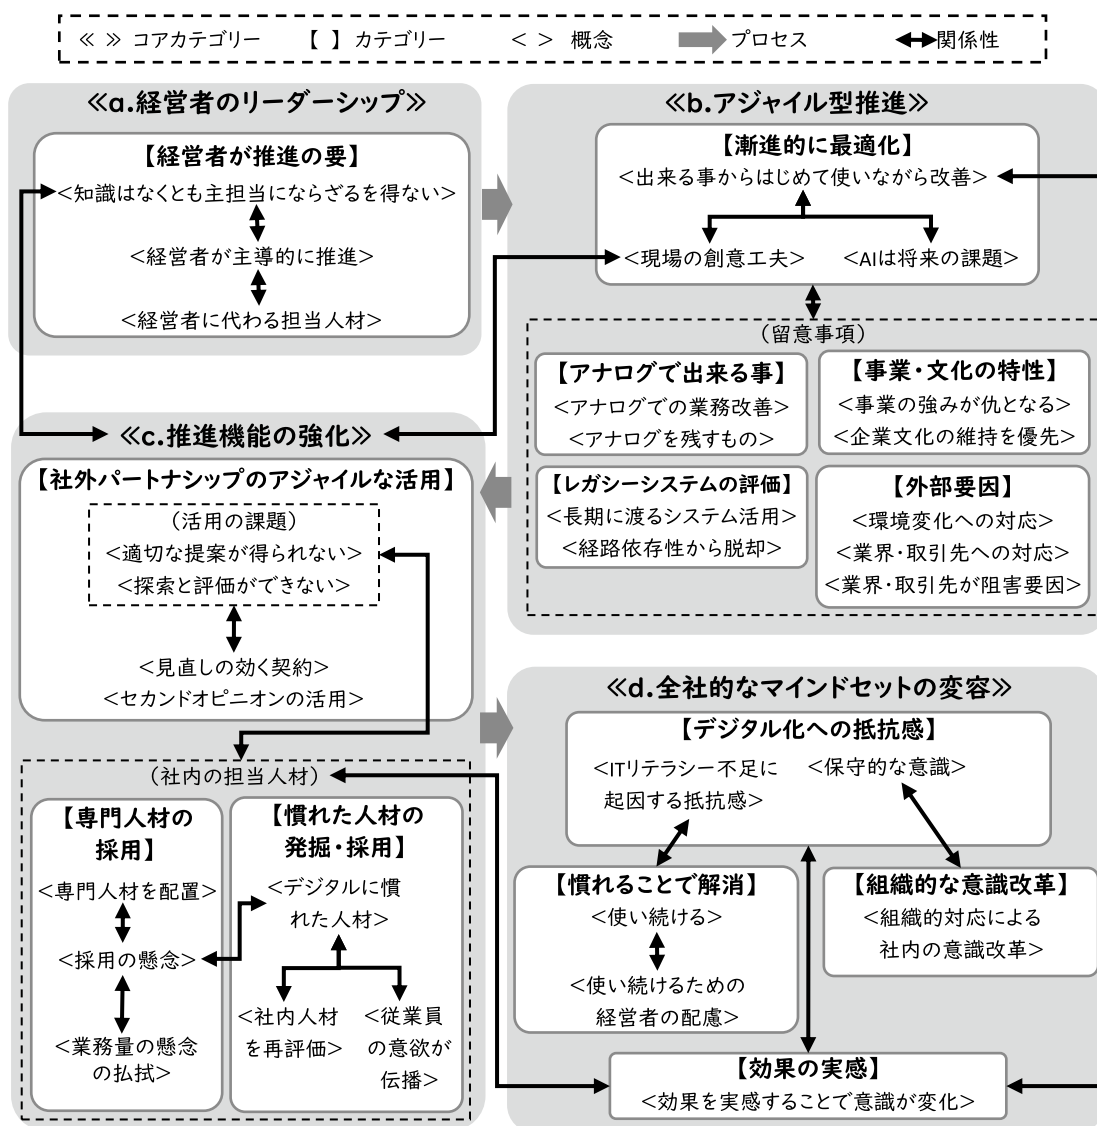 ≪ ≫ コアカテゴリー 【 】 カテゴリー < > 概念 プロセス 関係性
≪a.経営者のリーダーシップ≫
【経営者が推進の要】
<知識はなくとも主担当にならざるを得ない>
<経営者が主導的に推進>
<経営者に代わる担当人材>
≪b.アジャイル型推進≫
【漸進的に最適化】
<出来る事からはじめて使いながら改善>
<現場の創意工夫> <AIは将来の課題>
(留意事項)
【アナログで出来る事】
<アナログでの業務改善>
<アナログを残すもの>
【事業・文化の特性】
<事業の強みが仇となる>
<企業文化の維持を優先>
【レガシーシステムの評価】
<長期に渡るシステム活用>
<経路依存性から脱却>
【外部要因】
<環境変化への対応>
<業界・取引先への対応>
<業界・取引先が阻害要因>
≪c.推進機能の強化≫
【社外パートナシップのアジャイルな活用】
(活用の課題)
<適切な提案が得られない>
<探索と評価ができない>
<見直しの効く契約>
<セカンドオピニオンの活用>
(社内の担当人材)
【専門人材の
採用】
<専門人材を配置>
<採用の懸念>
<業務量の懸念
の払拭>
【慣れた人材の
発掘・採用】
<デジタルに慣
れた人材>
<社内人材
を再評価>
<従業員
の意欲が
伝播>
≪d.全社的なマインドセットの変容≫
【デジタル化への抵抗感】
<ITリテラシー不足に
起因する抵抗感>
<保守的な意識>
【慣れることで解消】
<使い続ける>
<使い続けるための
経営者の配慮>
【組織的な意識改革】
<組織的対応による
社内の意識改革>
【効果の実感】
<効果を実感することで意識が変化>